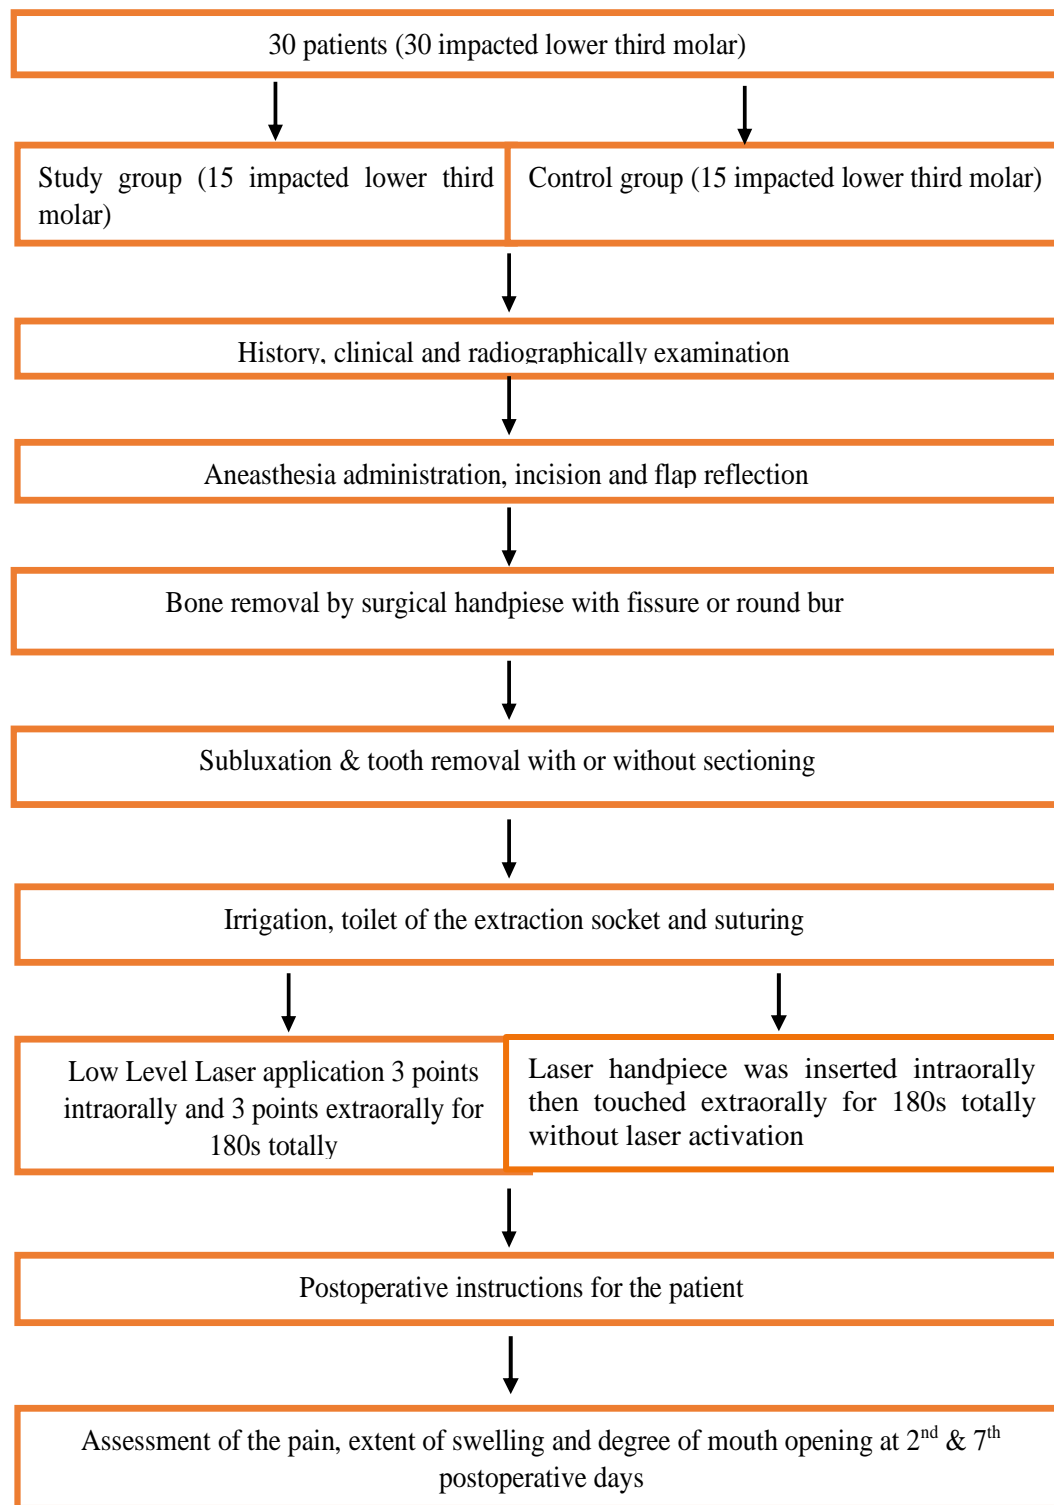 30 patients (30 impacted lower third molar)
Study group (15 impacted lower third
molar)
Control group (15 impacted lower third molar)
History, clinical and radiographically examination
Aneasthesia administration, incision and flap reflection
Bone removal by surgical handpiese with fissure or round bur
Subluxation & tooth removal with or without sectioning
Irrigation, toilet of the extraction socket and suturing
Low Level Laser application 3 points
intraorally and 3 points extraorally for
180s totally
Laser handpiece was inserted intraorally
then touched extraorally for 180s totally
without laser activation
Postoperative instructions for the patient
Assessment of the pain, extent of swelling and degree of mouth opening at 2nd & 7th
postoperative days